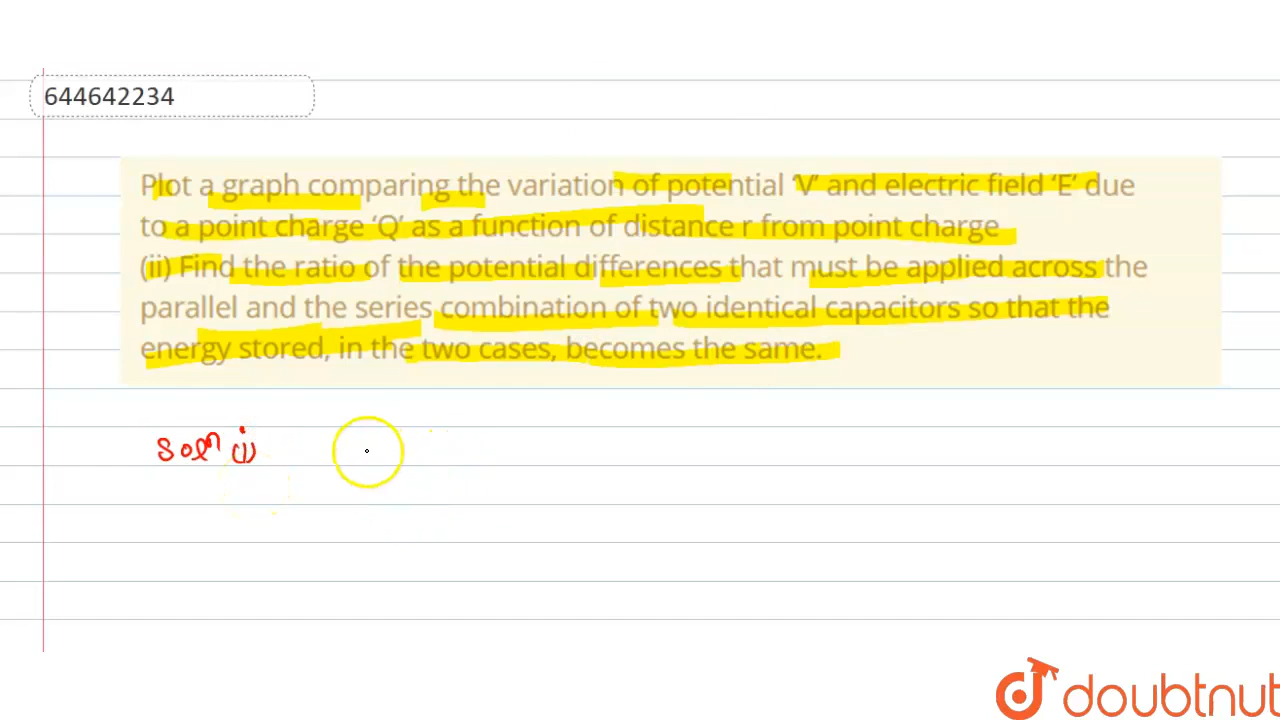 644642234
Plot a graph comparing the variation of potential ‘V’ and electric field ‘E’ due
to a point charge ‘Q’ as a function of distance r from point charge
(ii) Find the ratio of the potential differences that must be applied across the
parallel and the series combination of two identical capacitors so that the
energy stored, in the two cases, becomes the same.
Solⁿ (i)
doubtnut